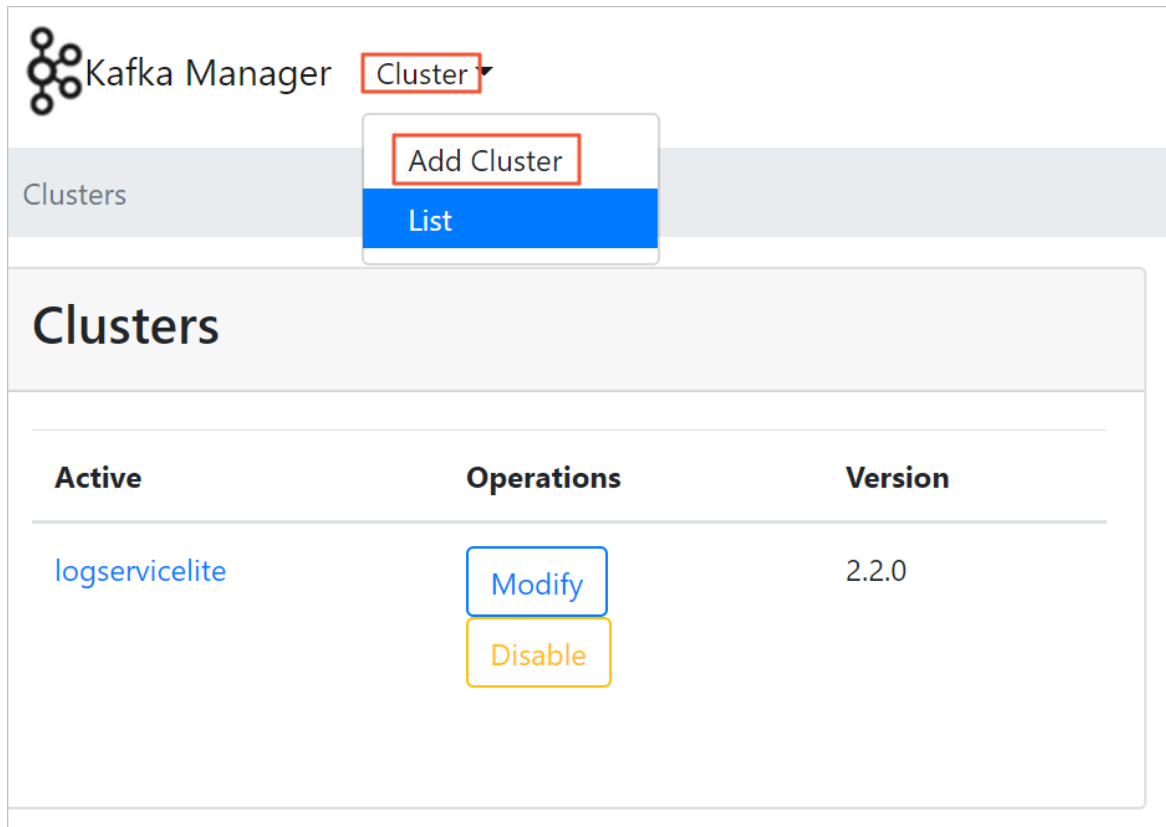 Kafka Manager Cluster
Add Cluster
Clusters
List
Clusters
Active Operations Version
logservicelite Modify 2.2.0
Disable